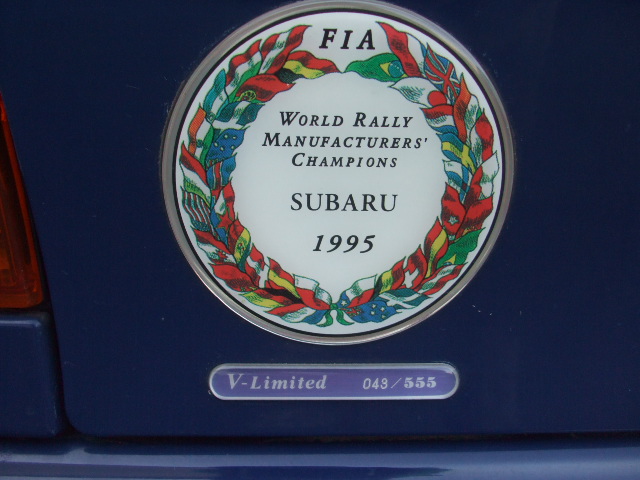 FIA
WORLD RALLY
MANUFACTURERS'
CHAMPIONS
SUBARU
1995
V-Limited 043/555